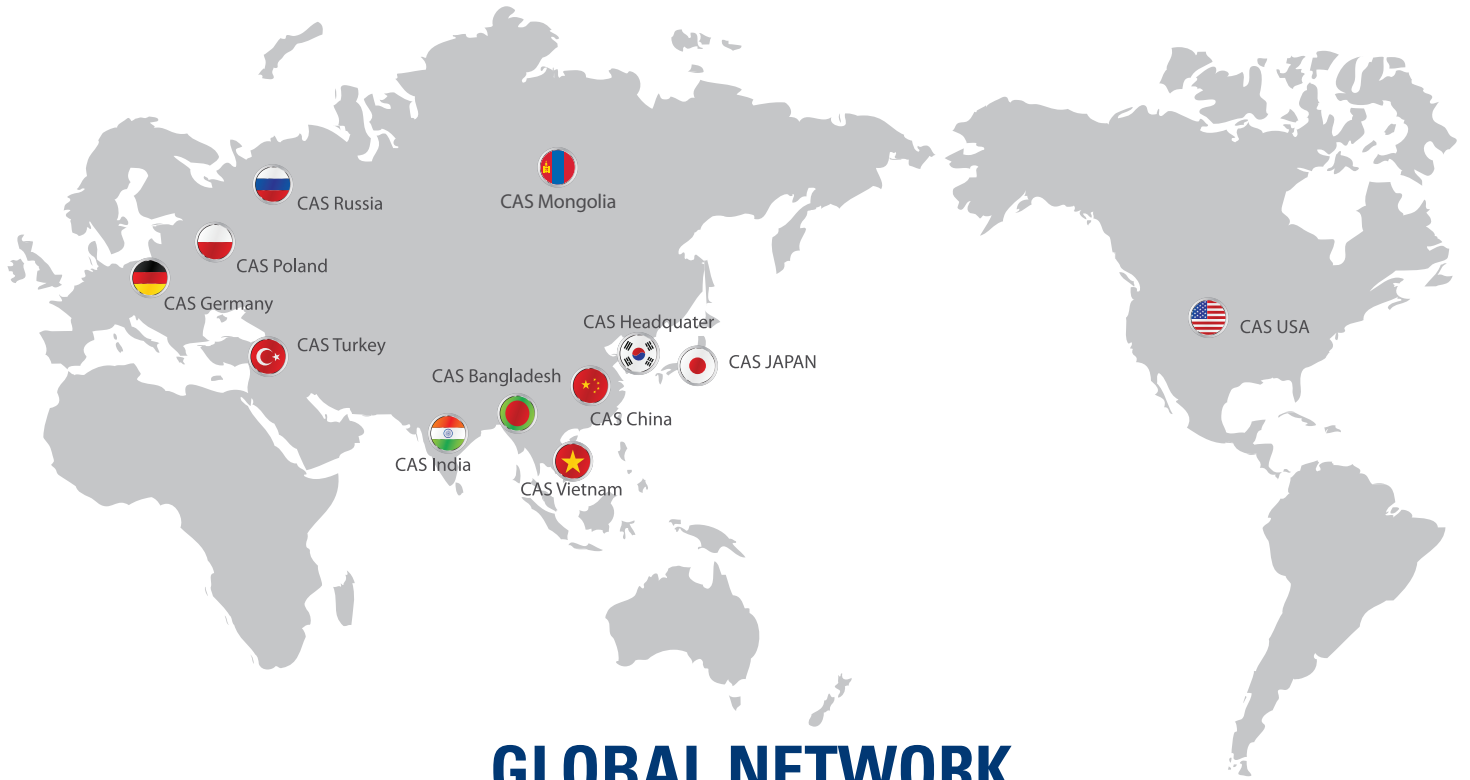 CAS Russia
CAS Mongolia
CAS Poland
CAS Germany
CAS Headquater
CAS USA
CAS Turkey
CAS JAPAN
CAS Bangladesh
CAS China
CAS India
CAS Vietnam
GLOBAL NETWORK